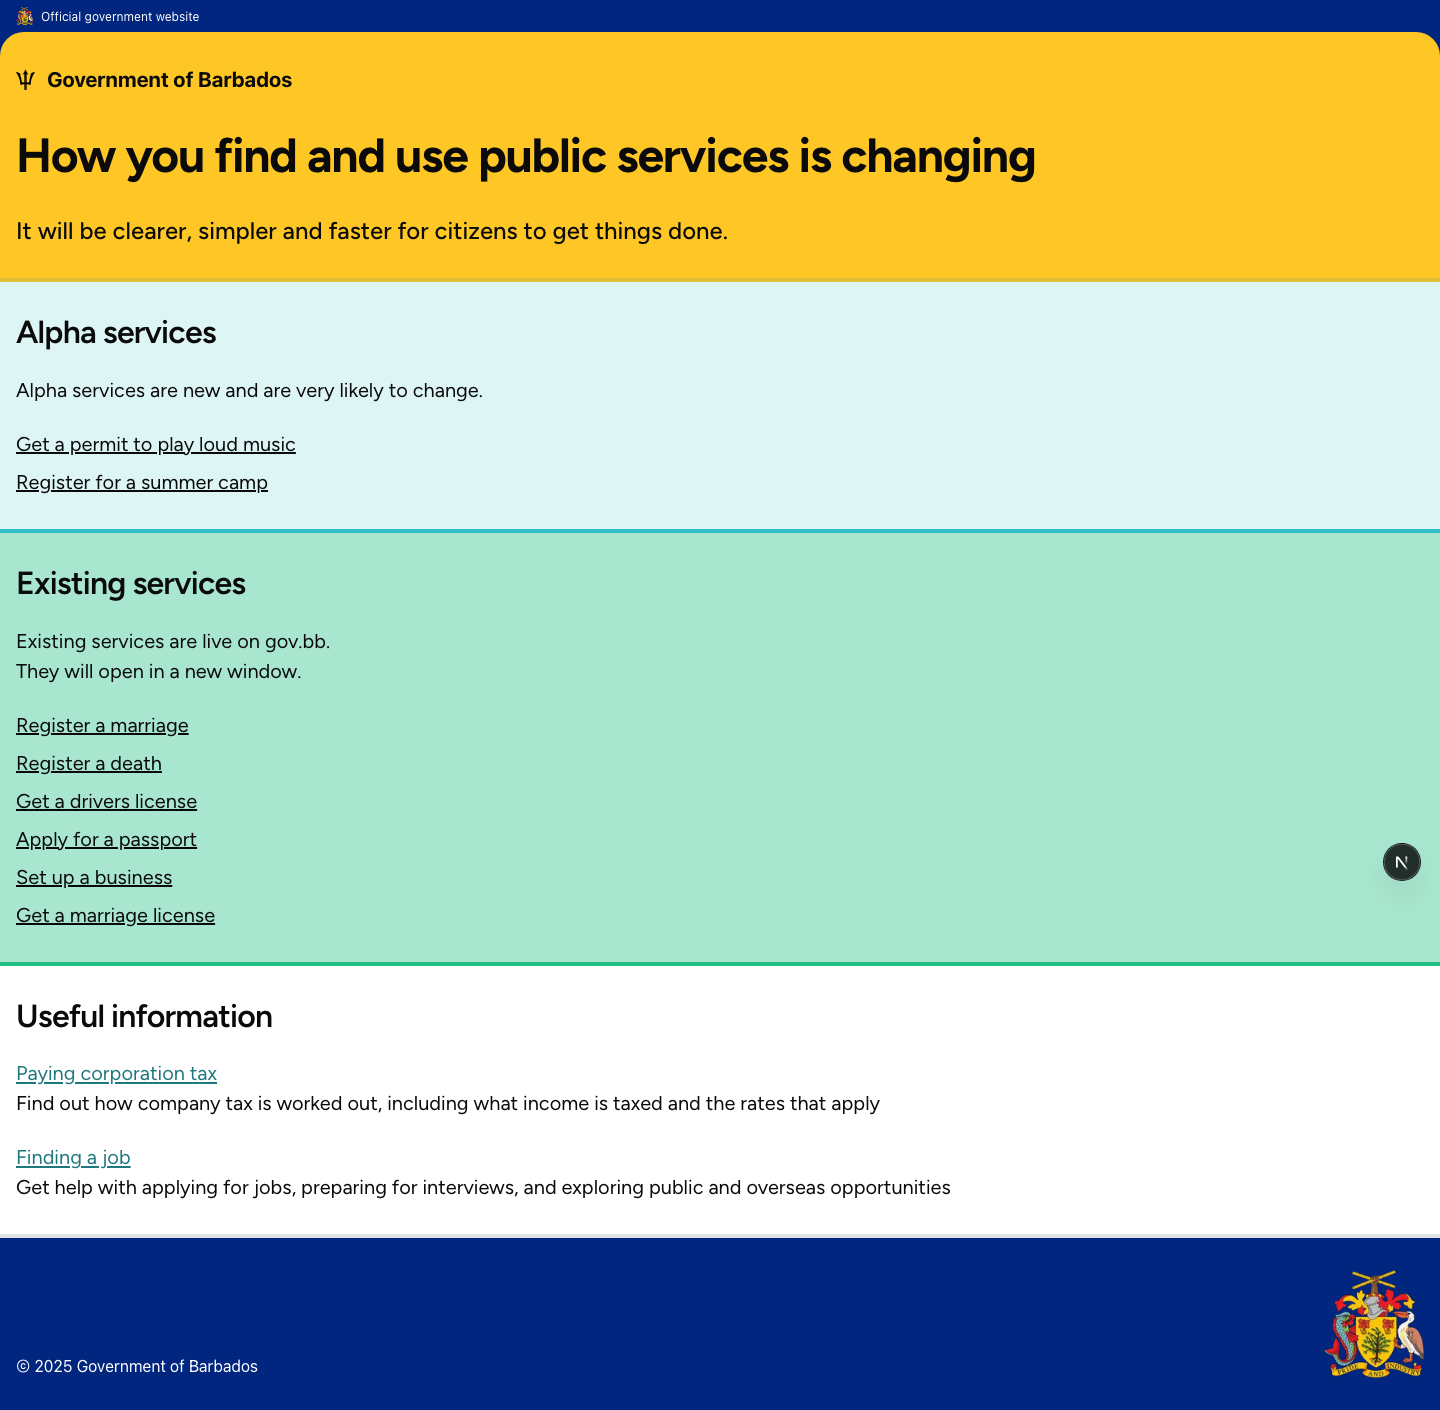 Official government website
Government of Barbados
How you find and use public services is changing
It will be clearer, simpler and faster for citizens to get things done.
Alpha services
Alpha services are new and are very likely to change.
Get a permit to play loud music
Register for a summer camp
Existing services
Existing services are live on gov.bb.
They will open in a new window.
Register a marriage
Register a death
Get a drivers license
Apply for a passport
Set up a business
N
Get a marriage license
Useful information
Paying corporation tax
Find out how company tax is worked out, including what income is taxed and the rates that apply
Finding a job
Get help with applying for jobs, preparing for interviews, and exploring public and overseas opportunities
© 2025 Government of Barbados
PRIDE AND INDUSTRY